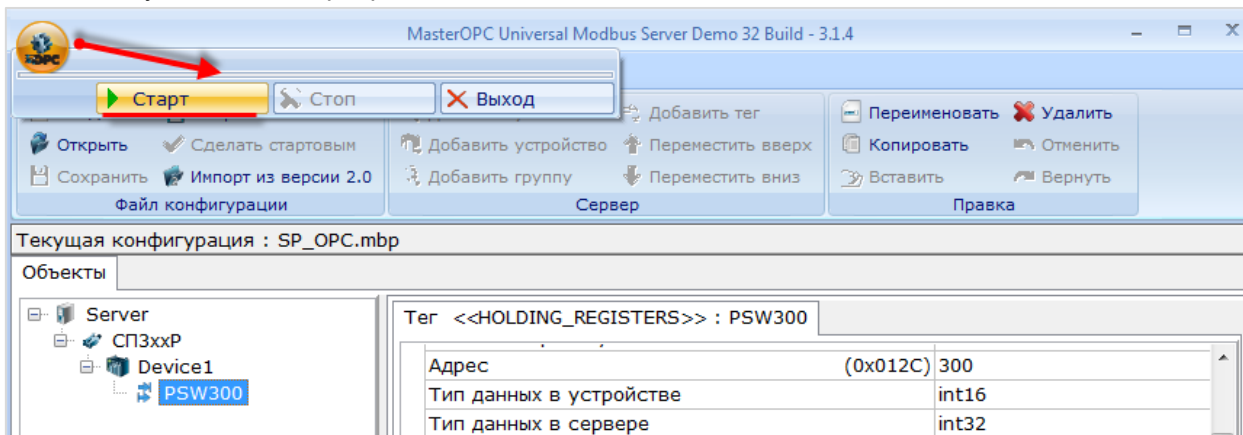 MasterOPC Universal Modbus Server Demo 32 Build - 3.1.4
OPC
Старт Стоп Выход
Добавить тег Переименовать Удалить
Открыть Сделать стартовым Добавить устройство Переместить вверх Копировать Отменить
Сохранить Импорт из версии 2.0 Добавить группу Переместить вниз Вставить Вернуть
Файл конфигурации Сервер Правка
Текущая конфигурация : SP_OPC.mbp
Объекты
Server
СП3xxР
Device1
PSW300
Тег <<HOLDING_REGISTERS>> : PSW300
Адрес (0x012C) 300
Тип данных в устройстве int16
Тип данных в сервере int32